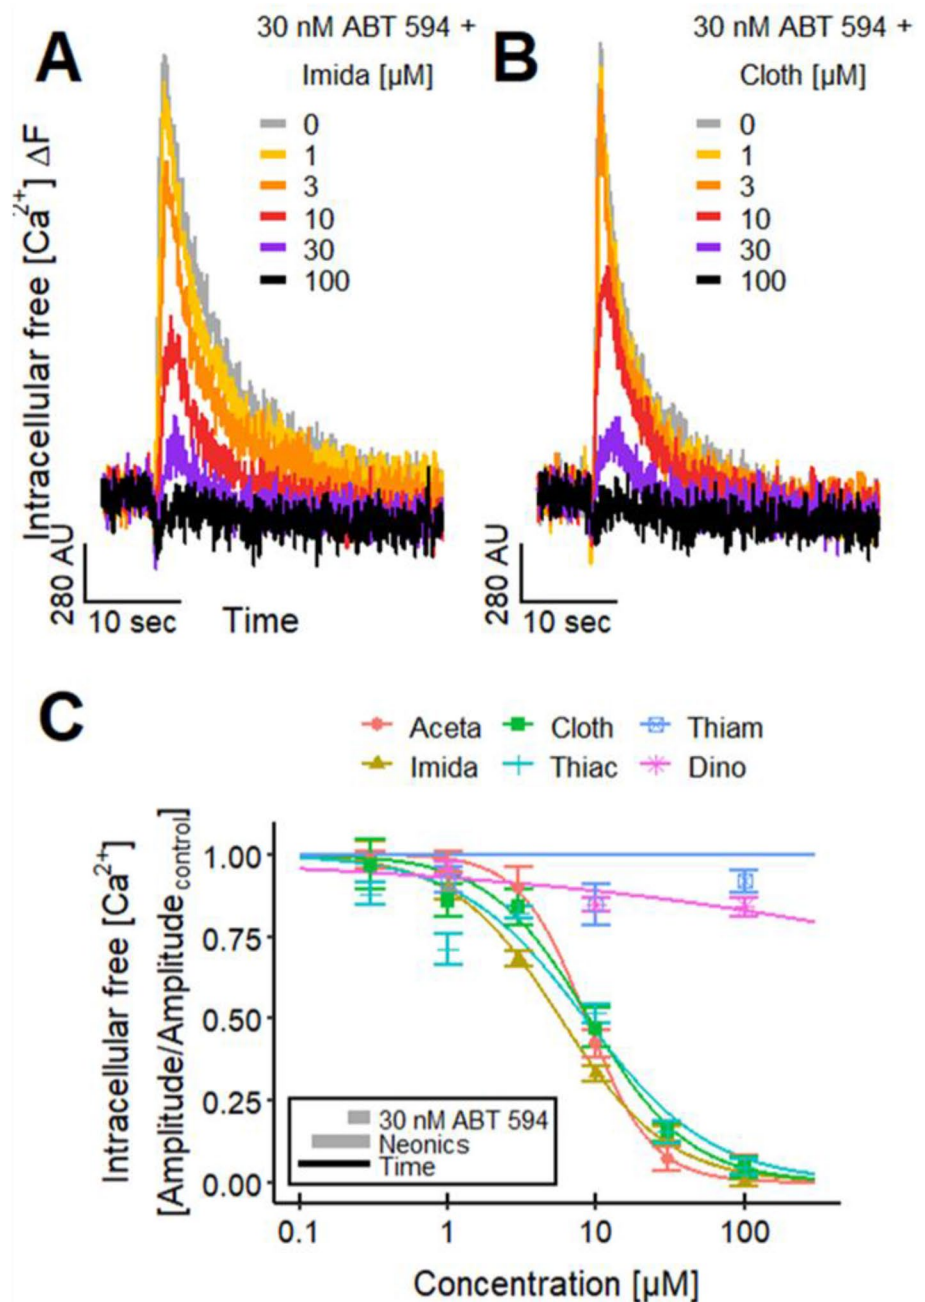 A
30 nM ABT 594 +
Imida [µM]
0
1
3
10
30
100
Intracellular free [Ca2+] ΔF
280 AU
10 sec
Time
B
30 nM ABT 594 +
Cloth [µM]
0
1
3
10
30
100
280 AU
10 sec
C
Aceta Cloth Thiam
Imida Thiac Dino
Intracellular free [Ca2+]
[Amplitude/Amplitudecontrol]
1.00
0.75
0.50
0.25
0.00
30 nM ABT 594
Neonics
Time
0.1 1 10 100
Concentration [µM]